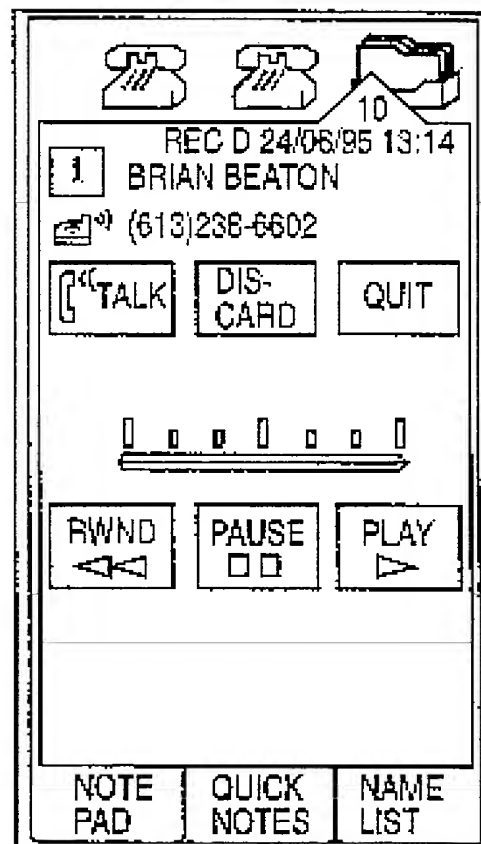 10
REC D 24/06/95 13:14
1 BRIAN BEATON
(613)238-6602
TALK DIS-CARD QUIT
RWND PAUSE PLAY
NOTE PAD QUICK NOTES NAME LIST